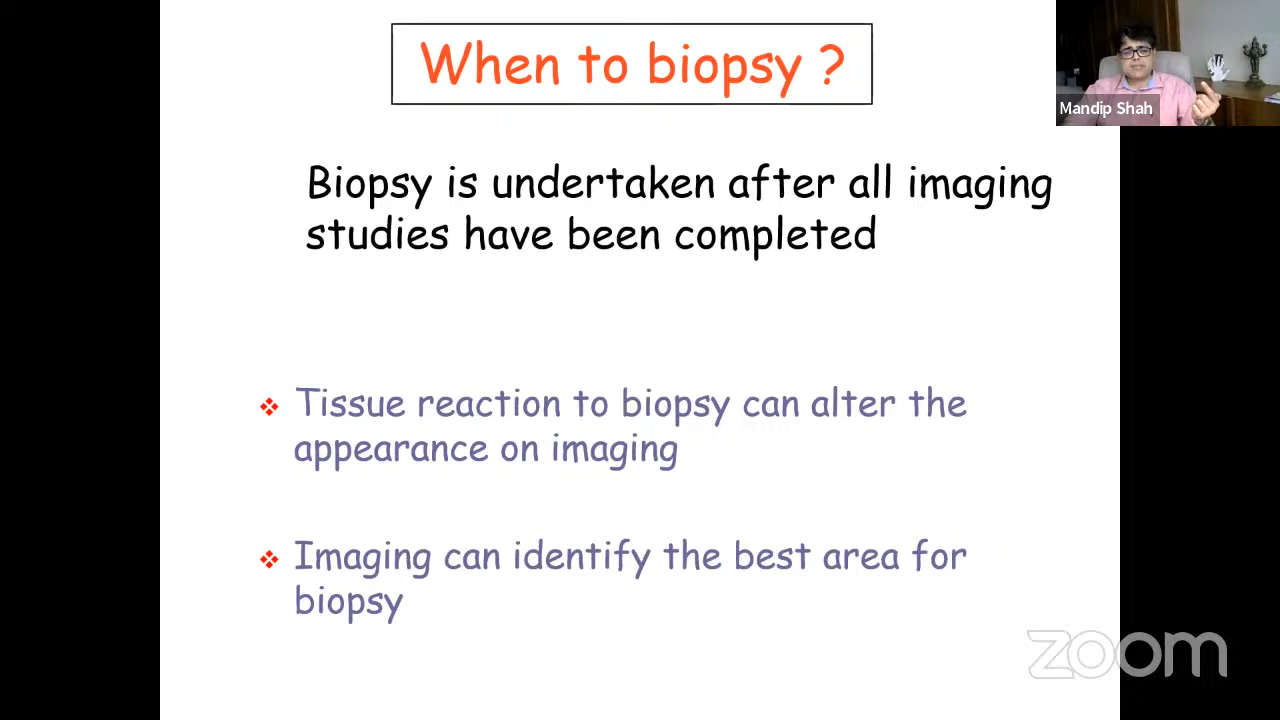 When to biopsy ?
Mandip Shah
Biopsy is undertaken after all imaging
studies have been completed
Tissue reaction to biopsy can alter the
appearance on imaging
Imaging can identify the best area for
biopsy
zoom